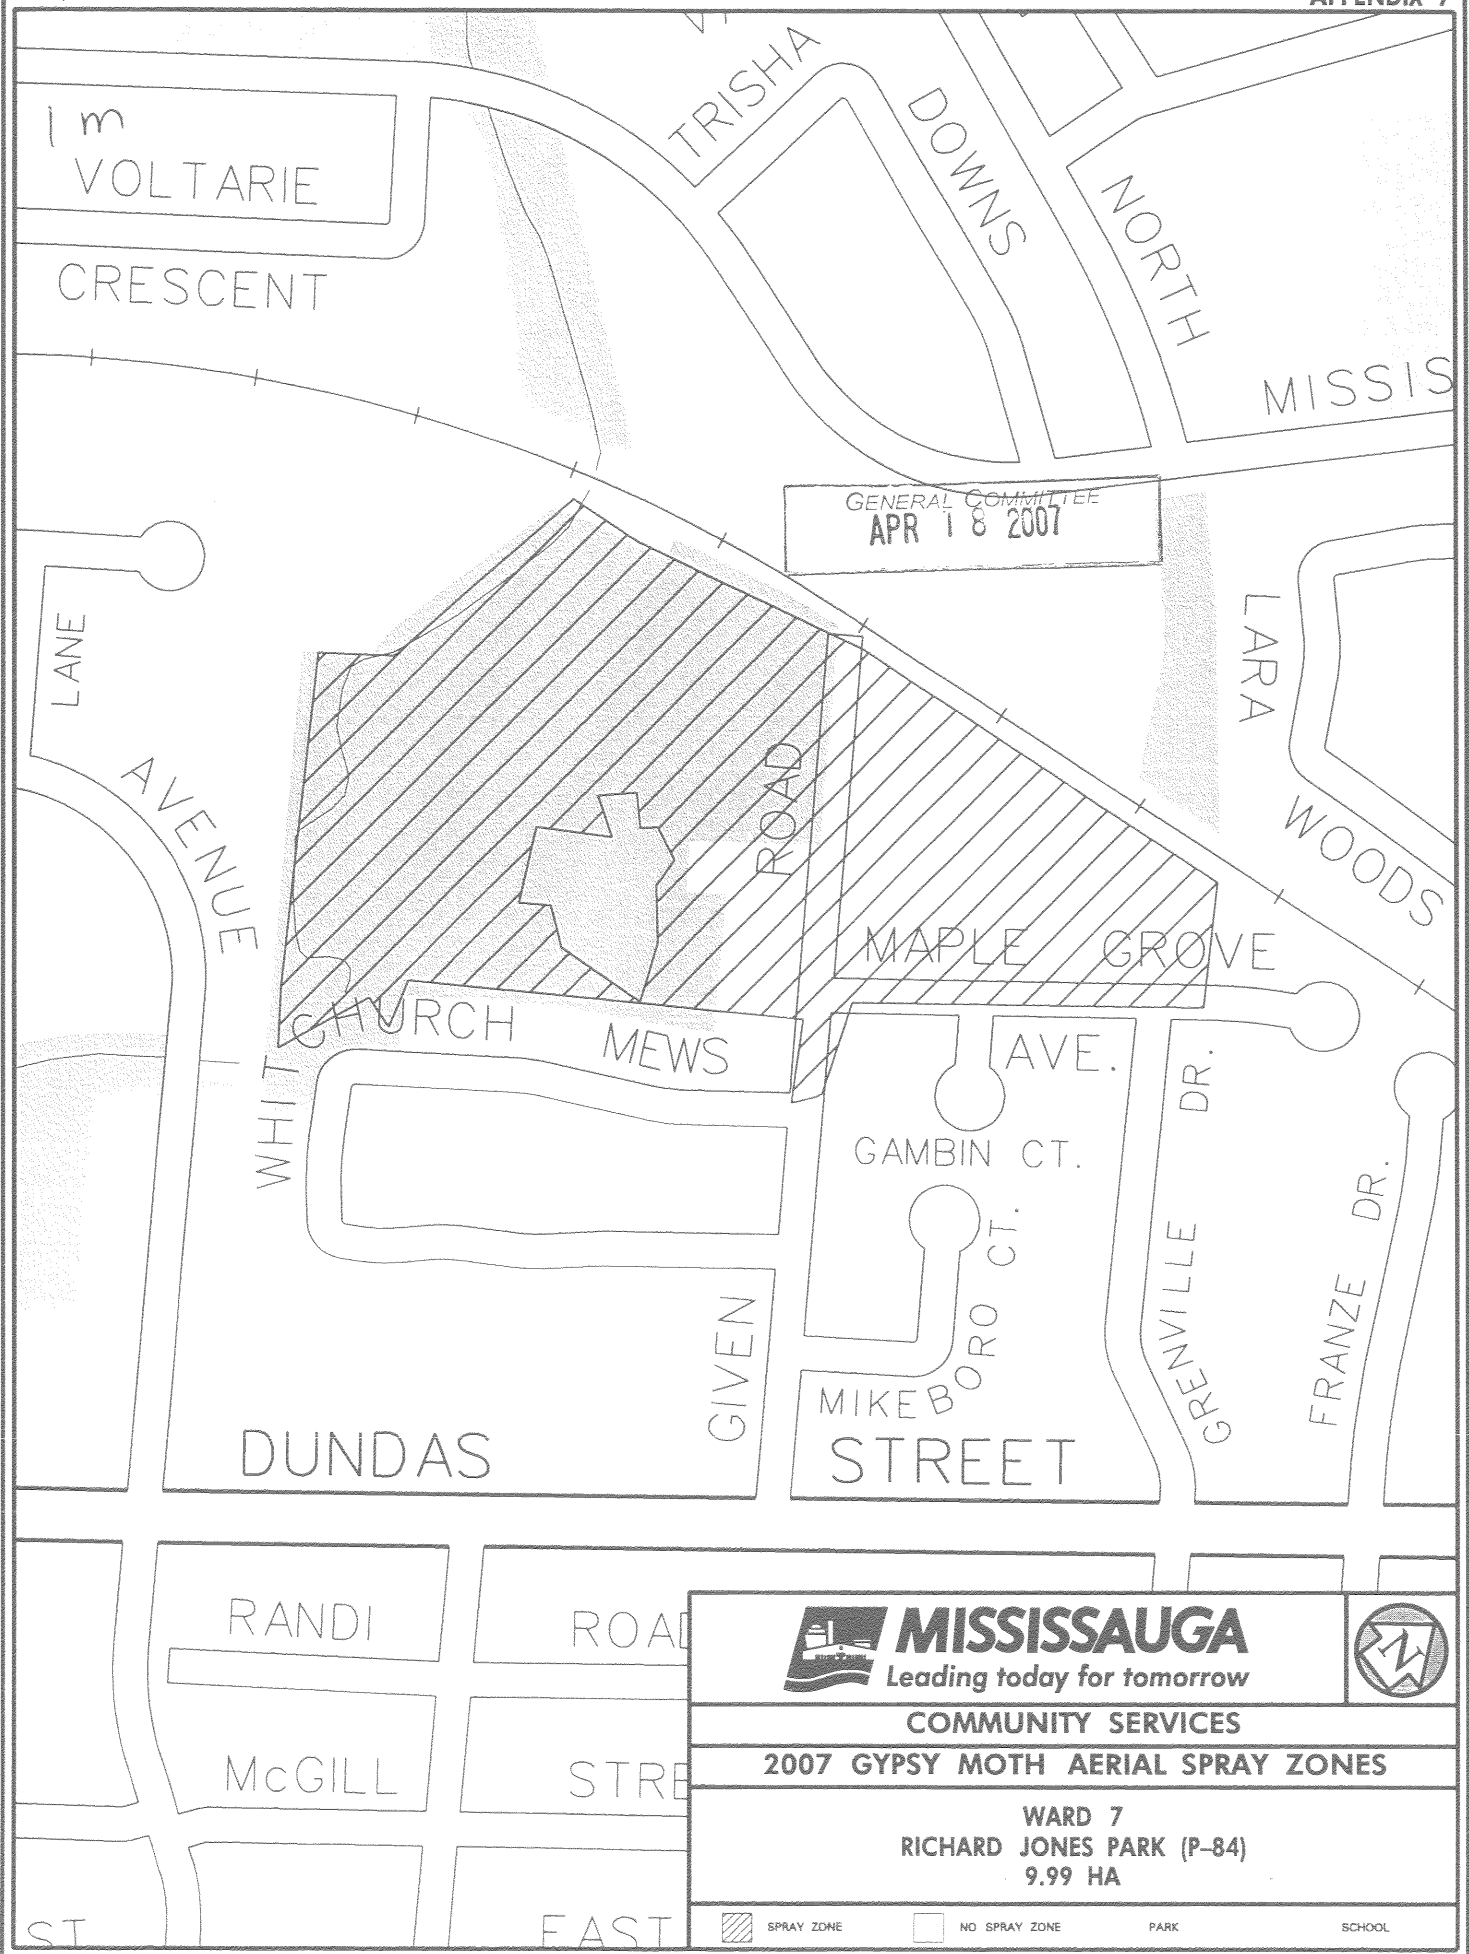 APPENDIX 7
1 m
VOLTARIE
CRESCENT
TRISHA
DOWNS
NORTH
MISSIS
GENERAL COMMITTEE
APR 18 2007
LANE
AVENUE
LARA
WOODS
ROAD
MAPLE GROVE
AVE.
WHIT CHURCH MEWS
GAMBIN CT.
DR.
MIKEBORO CT.
GIVEN
GRENVILLE
FRANZE DR.
DUNDAS STREET
RANDI ROAD
McGILL STRE
ST EAST
MISSISSAUGA
Leading today for tomorrow
N
COMMUNITY SERVICES
2007 GYPSY MOTH AERIAL SPRAY ZONES
WARD 7
RICHARD JONES PARK (P-84)
9.99 HA
SPRAY ZONE NO SPRAY ZONE PARK SCHOOL